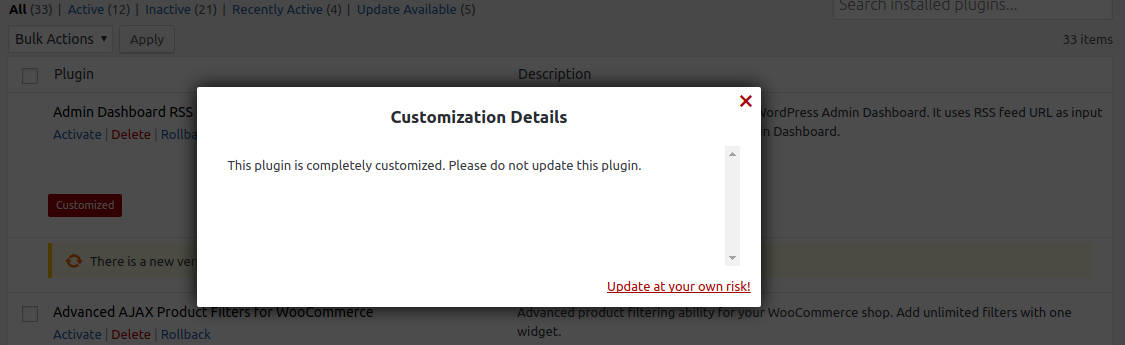 All (33) | Active (12) | Inactive (21) | Recently Active (4) | Update Available (5)
Search installed plugins...
Bulk Actions Apply 33 items
Plugin Description
Admin Dashboard RSS
WordPress Admin Dashboard. It uses RSS feed URL as input
Activate | Delete |
Dashboard.
Customization Details
This plugin is completely customized. Please do not update this plugin.
Customized
There is a new
Update at your own risk!
Advanced AJAX Product Filters for WooCommerce Advanced product filtering ability for your WooCommerce shop. Add unlimited filters with one
Activate | Delete | Rollback widget.